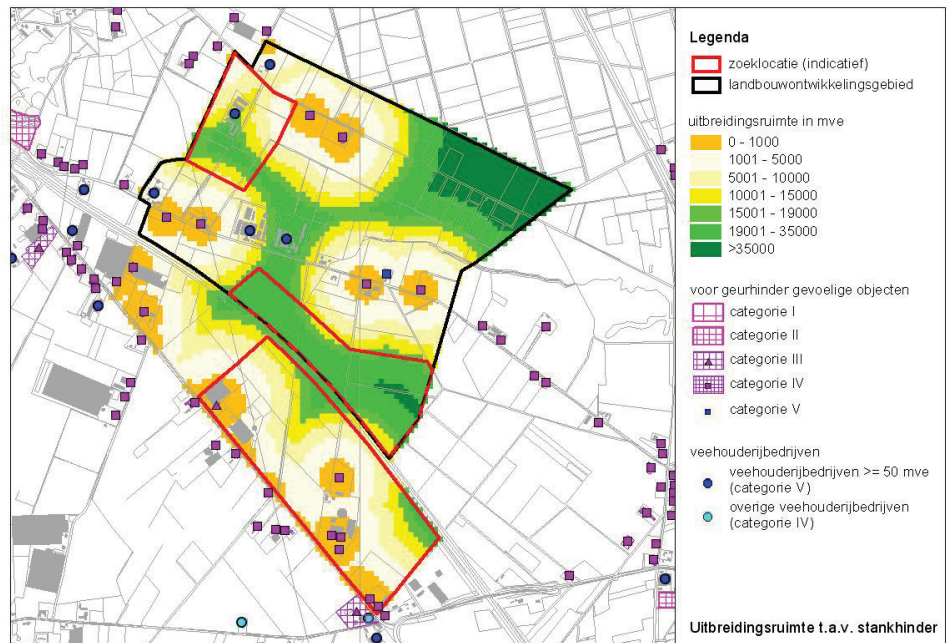 Legenda
zoeklocatie (indicatief)
landbouwontwikkelingsgebied
uitbreidingsruimte in mve
0 - 1000
1001 - 5000
5001 - 10000
10001 - 15000
15001 - 19000
19001 - 35000
>35000
voor geurhinder gevoelige objecten
categorie I
categorie II
categorie III
categorie IV
categorie V
veehouderijbedrijven
veehouderijbedrijven >= 50 mve
(categorie V)
overige veehouderijbedrijven
(categorie IV)
Uitbreidingsruimte t.a.v. stankhinder